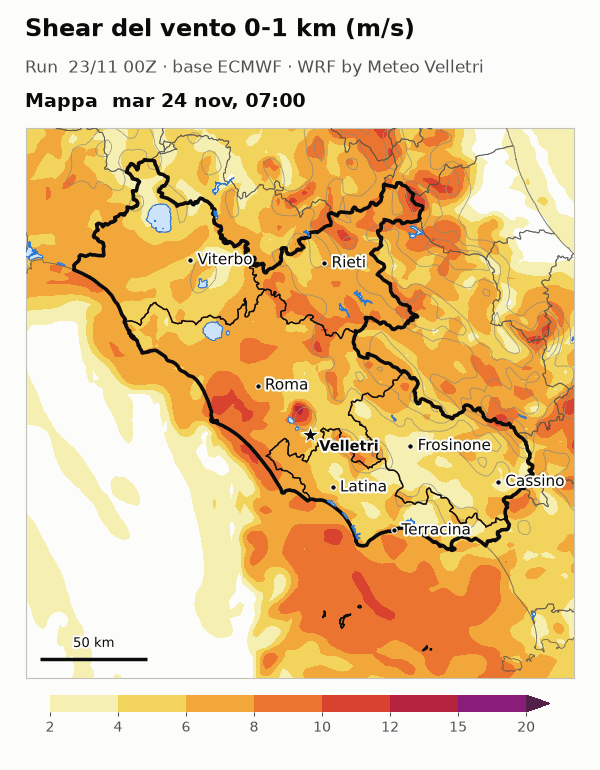 Shear del vento 0-1 km (m/s)
Run  23/11 00Z · base ECMWF · WRF by Meteo Velletri
Mappa  mar 24 nov, 07:00
Viterbo
Rieti
Roma
Velletri
Frosinone
Cassino
Latina
Terracina
50 km
2 4 6 8 10 12 15 20